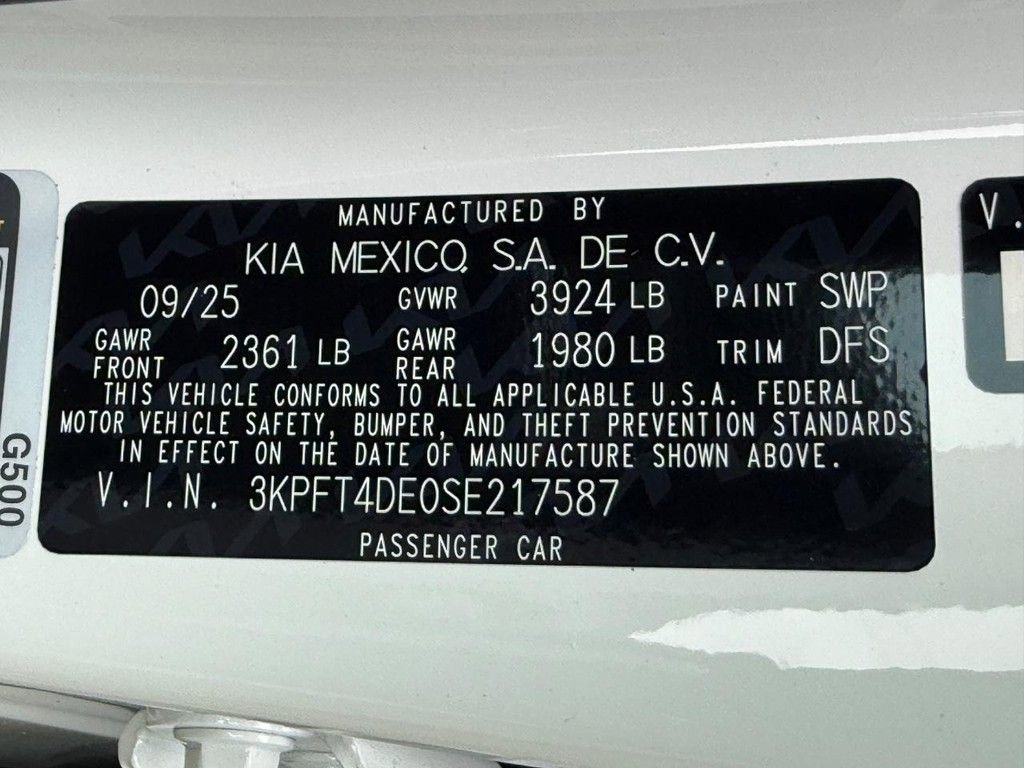 MANUFACTURED BY
KIA MEXICO, S.A. DE C.V.
09/25 GVWR 3924 LB PAINT SWP
GAWR FRONT 2361 LB GAWR REAR 1980 LB TRIM DFS
THIS VEHICLE CONFORMS TO ALL APPLICABLE U.S.A. FEDERAL
MOTOR VEHICLE SAFETY, BUMPER, AND THEFT PREVENTION STANDARDS
IN EFFECT ON THE DATE OF MANUFACTURE SHOWN ABOVE.
V.I.N. 3KPFT4DE0SE217587
PASSENGER CAR
G500
V.